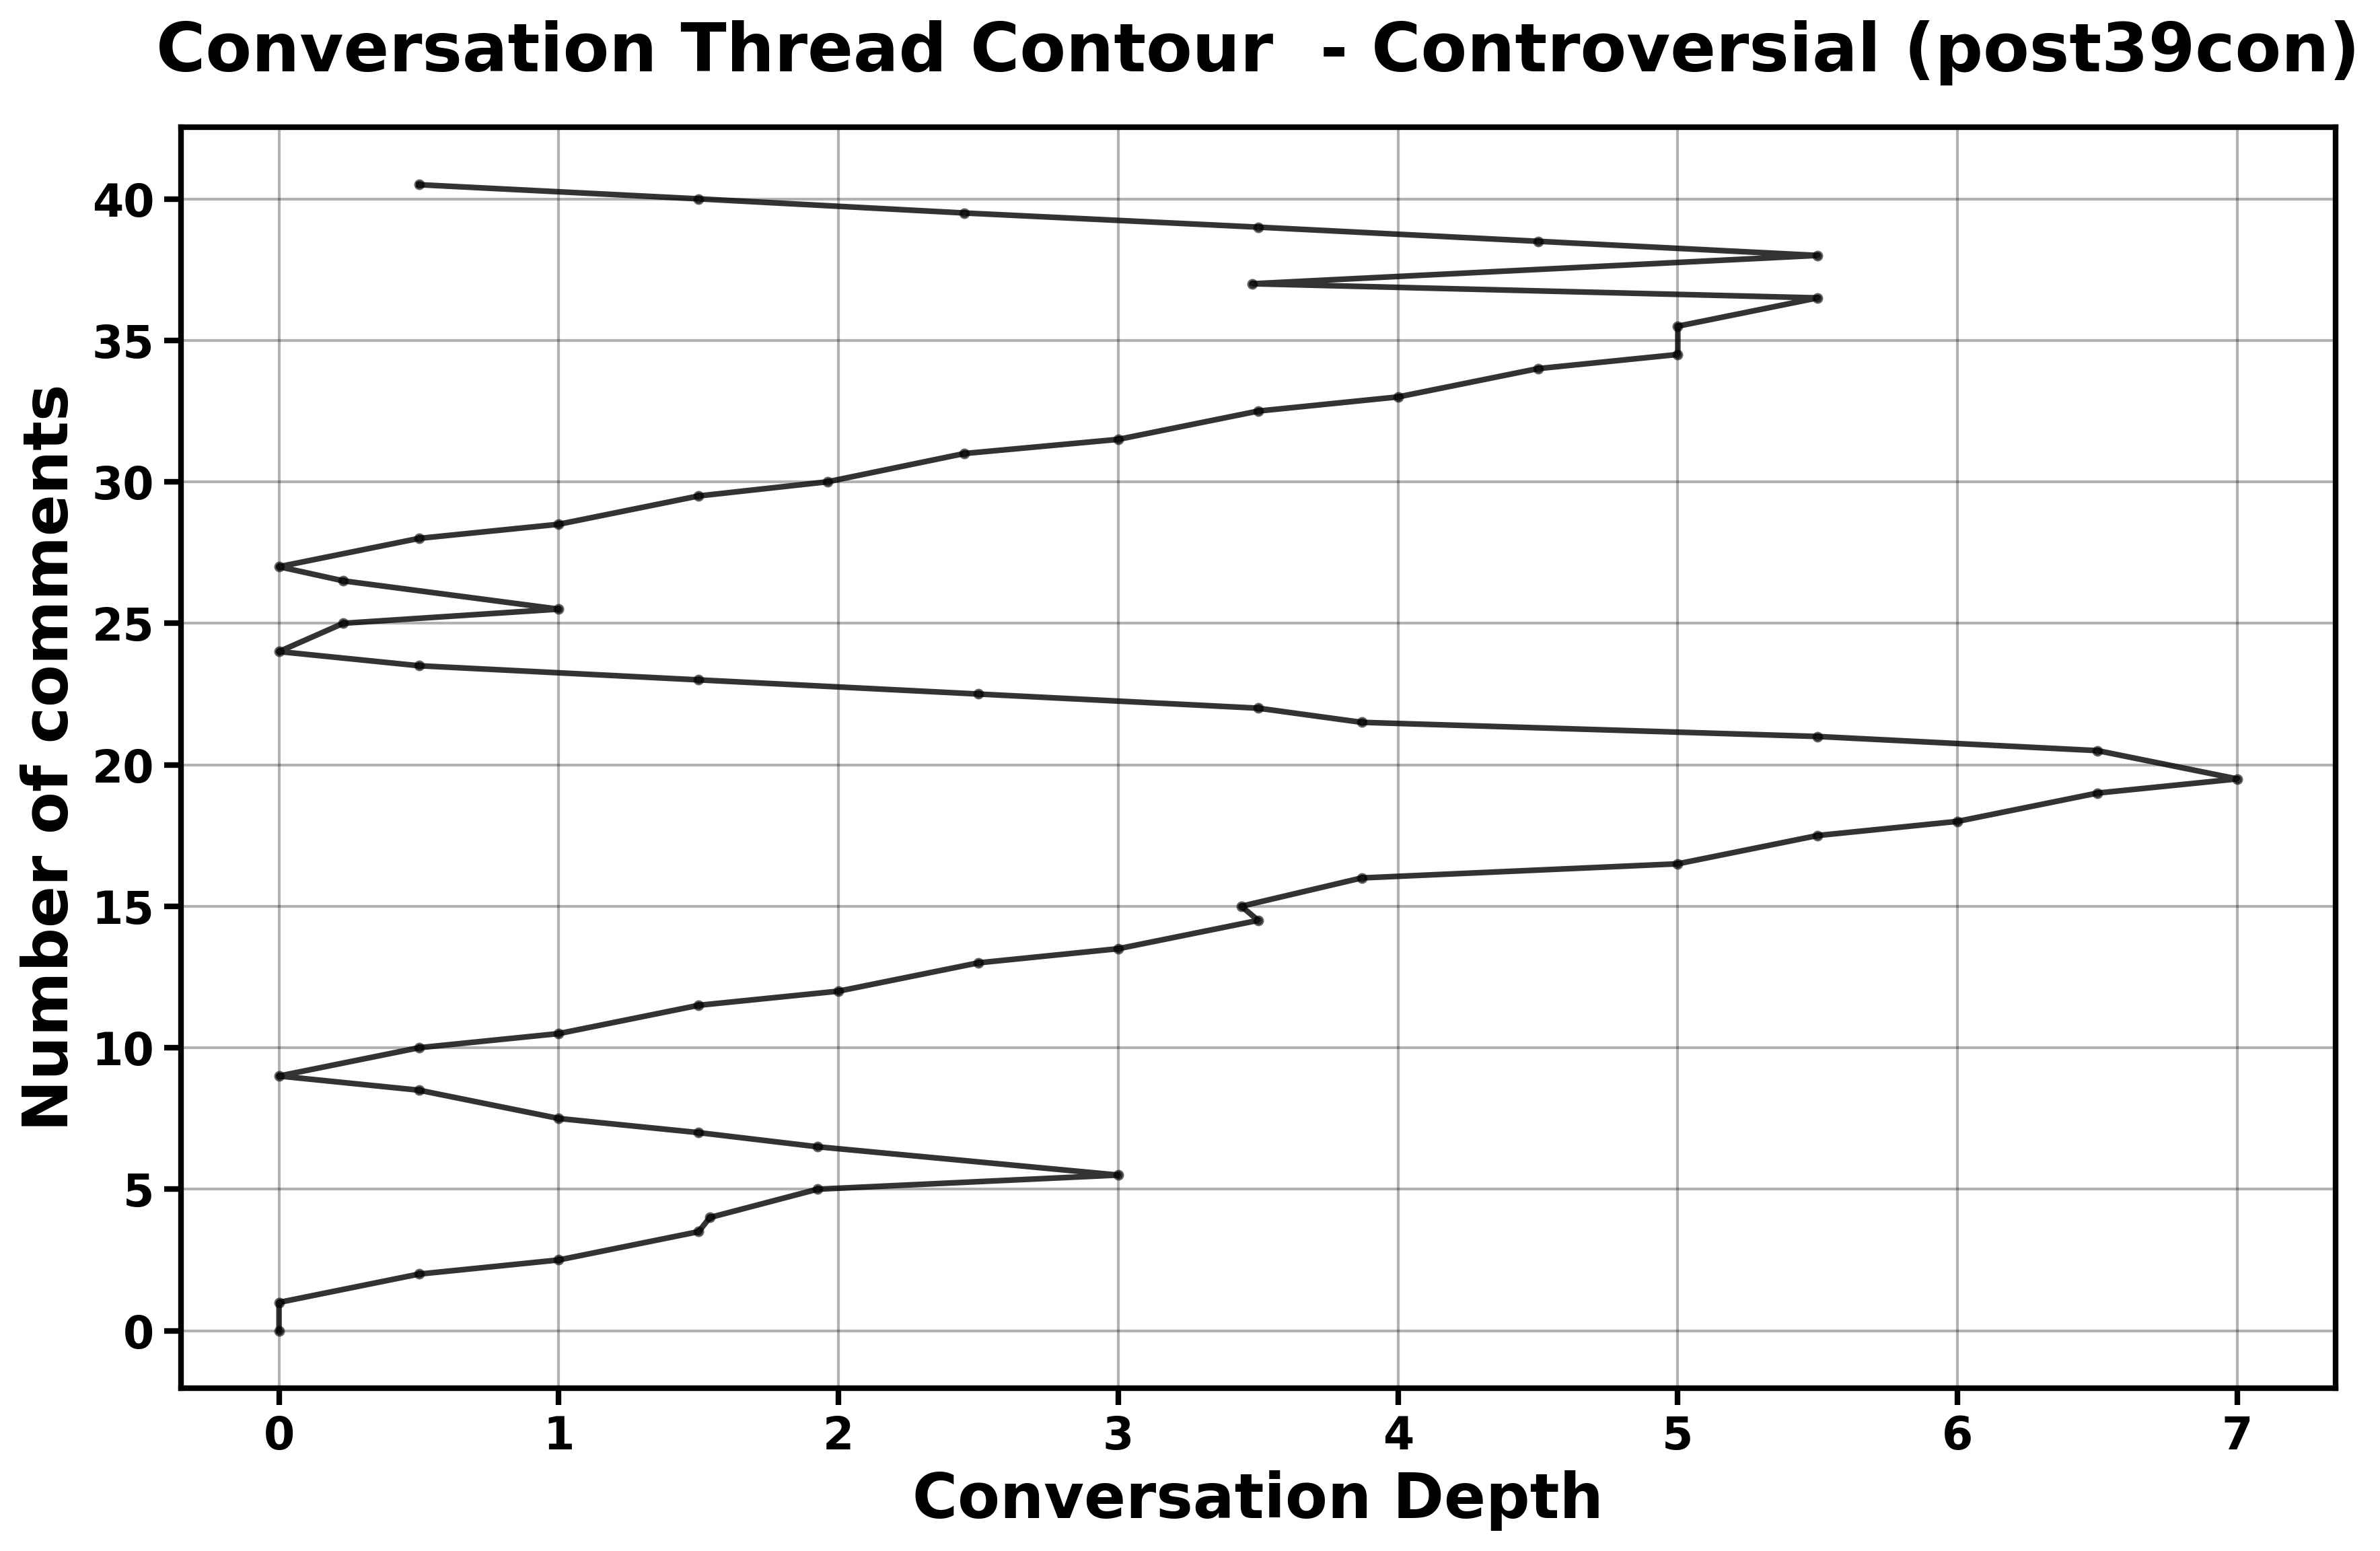 Conversation Thread Contour  - Controversial (post39con)
Number of comments
40
35
30
25
20
15
10
5
0
0 1 2 3 4 5 6 7
Conversation Depth